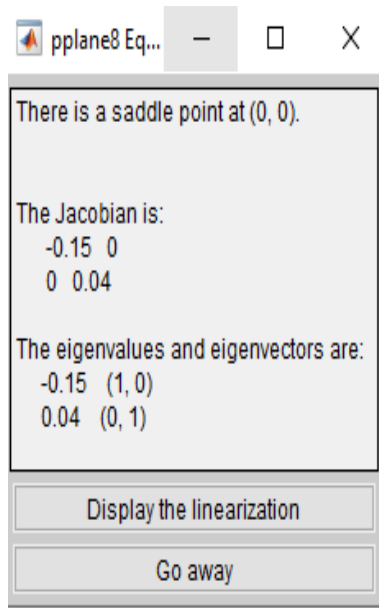 pplane8 Eq...
There is a saddle point at (0, 0).
The Jacobian is:
-0.15 0
0 0.04
The eigenvalues and eigenvectors are:
-0.15 (1, 0)
0.04 (0, 1)
Display the linearization
Go away